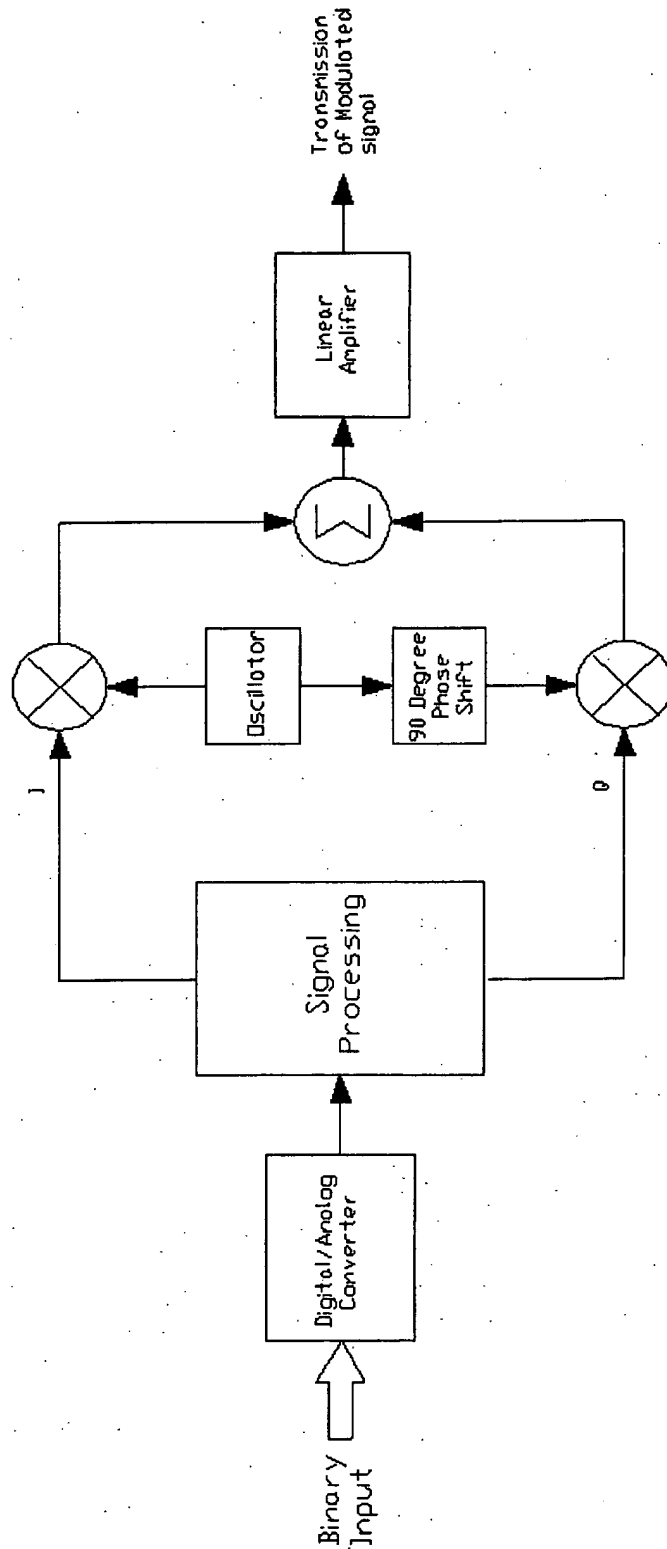 Binary
Input
Digital/Analog
Converter
Signal
Processing
I
Q
Oscillator
90 Degree
Phase
Shift
Σ
Linear
Amplifier
Transmission
of Modulated
signal